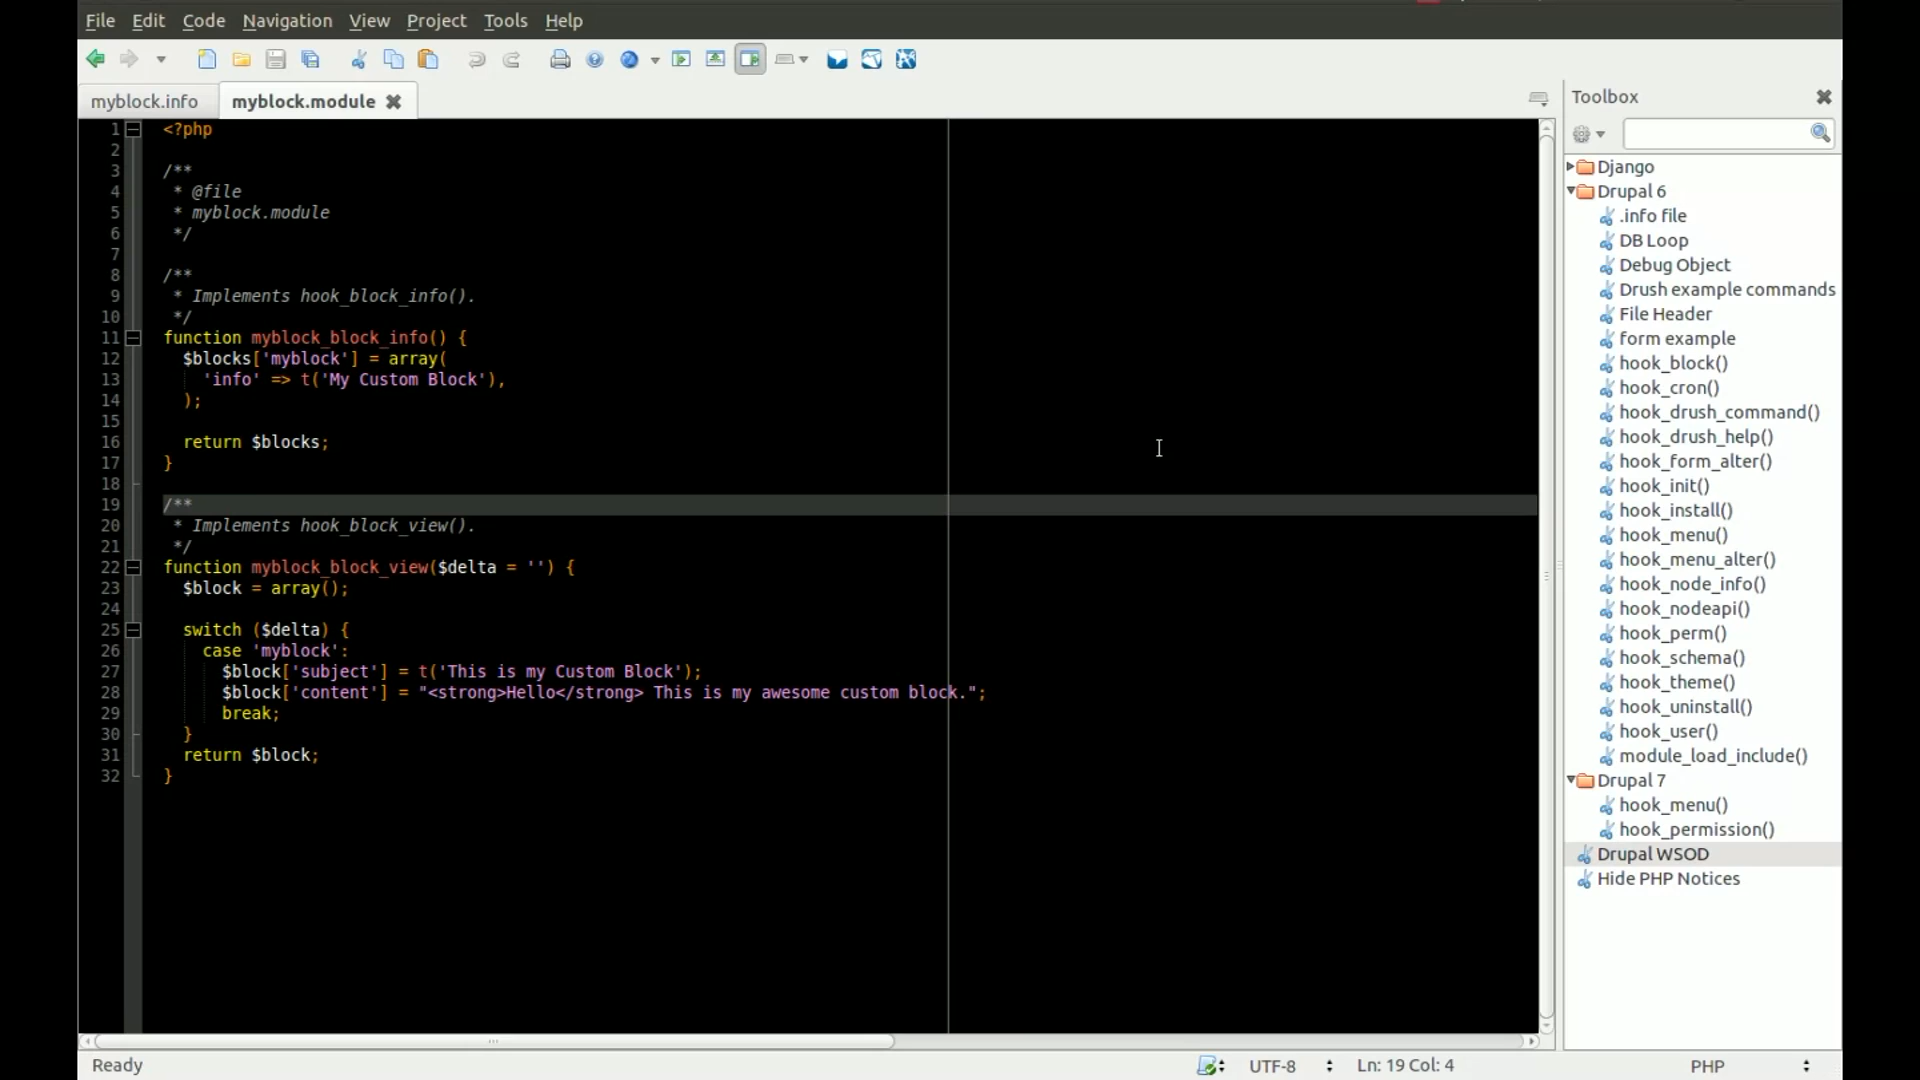 File Edit Code Navigation View Project Tools Help
myblock.info myblock.module
1 <?php
2
3 /**
4 * @file
5 * myblock.module
6 */
7
8 /**
9 * Implements hook_block_info().
10 */
11 function myblock_block_info() {
12 $blocks['myblock'] = array(
13 'info' => t('My Custom Block'),
14 );
15
16 return $blocks;
17 }
18
19 /**
20 * Implements hook_block_view().
21 */
22 function myblock_block_view($delta = '') {
23 $block = array();
24
25 switch ($delta) {
26 case 'myblock':
27 $block['subject'] = t('This is my Custom Block');
28 $block['content'] = "<strong>Hello</strong> This is my awesome custom block.";
29 break;
30 }
31 return $block;
32 }
Toolbox
Django
Drupal 6
.info file
DB Loop
Debug Object
Drush example commands
File Header
form example
hook_block()
hook_cron()
hook_drush_command()
hook_drush_help()
hook_form_alter()
hook_init()
hook_install()
hook_menu()
hook_menu_alter()
hook_node_info()
hook_nodeapi()
hook_perm()
hook_schema()
hook_theme()
hook_uninstall()
hook_user()
module_load_include()
Drupal 7
hook_menu()
hook_permission()
Drupal WSOD
Hide PHP Notices
Ready UTF-8 Ln: 19 Col: 4 PHP